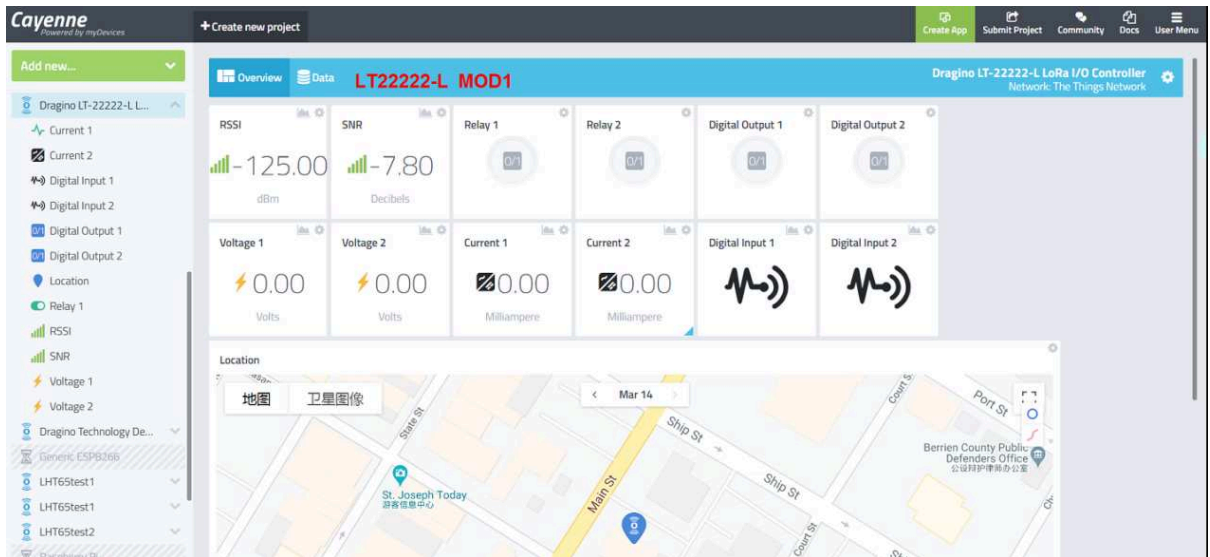 Cayenne
Powered by myDevices
+ Create new project
Create App
Submit Project
Community
Docs
User Menu
Add new...
Dragino LT-22222-L L...
Current 1
Current 2
Digital Input 1
Digital Input 2
Digital Output 1
Digital Output 2
Location
Relay 1
RSSI
SNR
Voltage 1
Voltage 2
Dragino Technology De...
Generic ESP8266
LHT65test1
LHT65test1
LHT65test2
Overview
Data
LT22222-L MOD1
Dragino LT-22222-L LoRa I/O Controller
Network: The Things Network
RSSI
-125.00
dBm
SNR
-7.80
Decibels
Relay 1
0/1
Relay 2
0/1
Digital Output 1
0/1
Digital Output 2
0/1
Voltage 1
0.00
Volts
Voltage 2
0.00
Volts
Current 1
0.00
Milliampere
Current 2
0.00
Milliampere
Digital Input 1
Digital Input 2
Location
地图
卫星图像
< Mar 14 >
State St
Ship St
Court S
Port St
Berrien County Public
Defenders Office
公设辩护律师办公室
St. Joseph Today
游客信息中心
Main St
Ship St
Court St